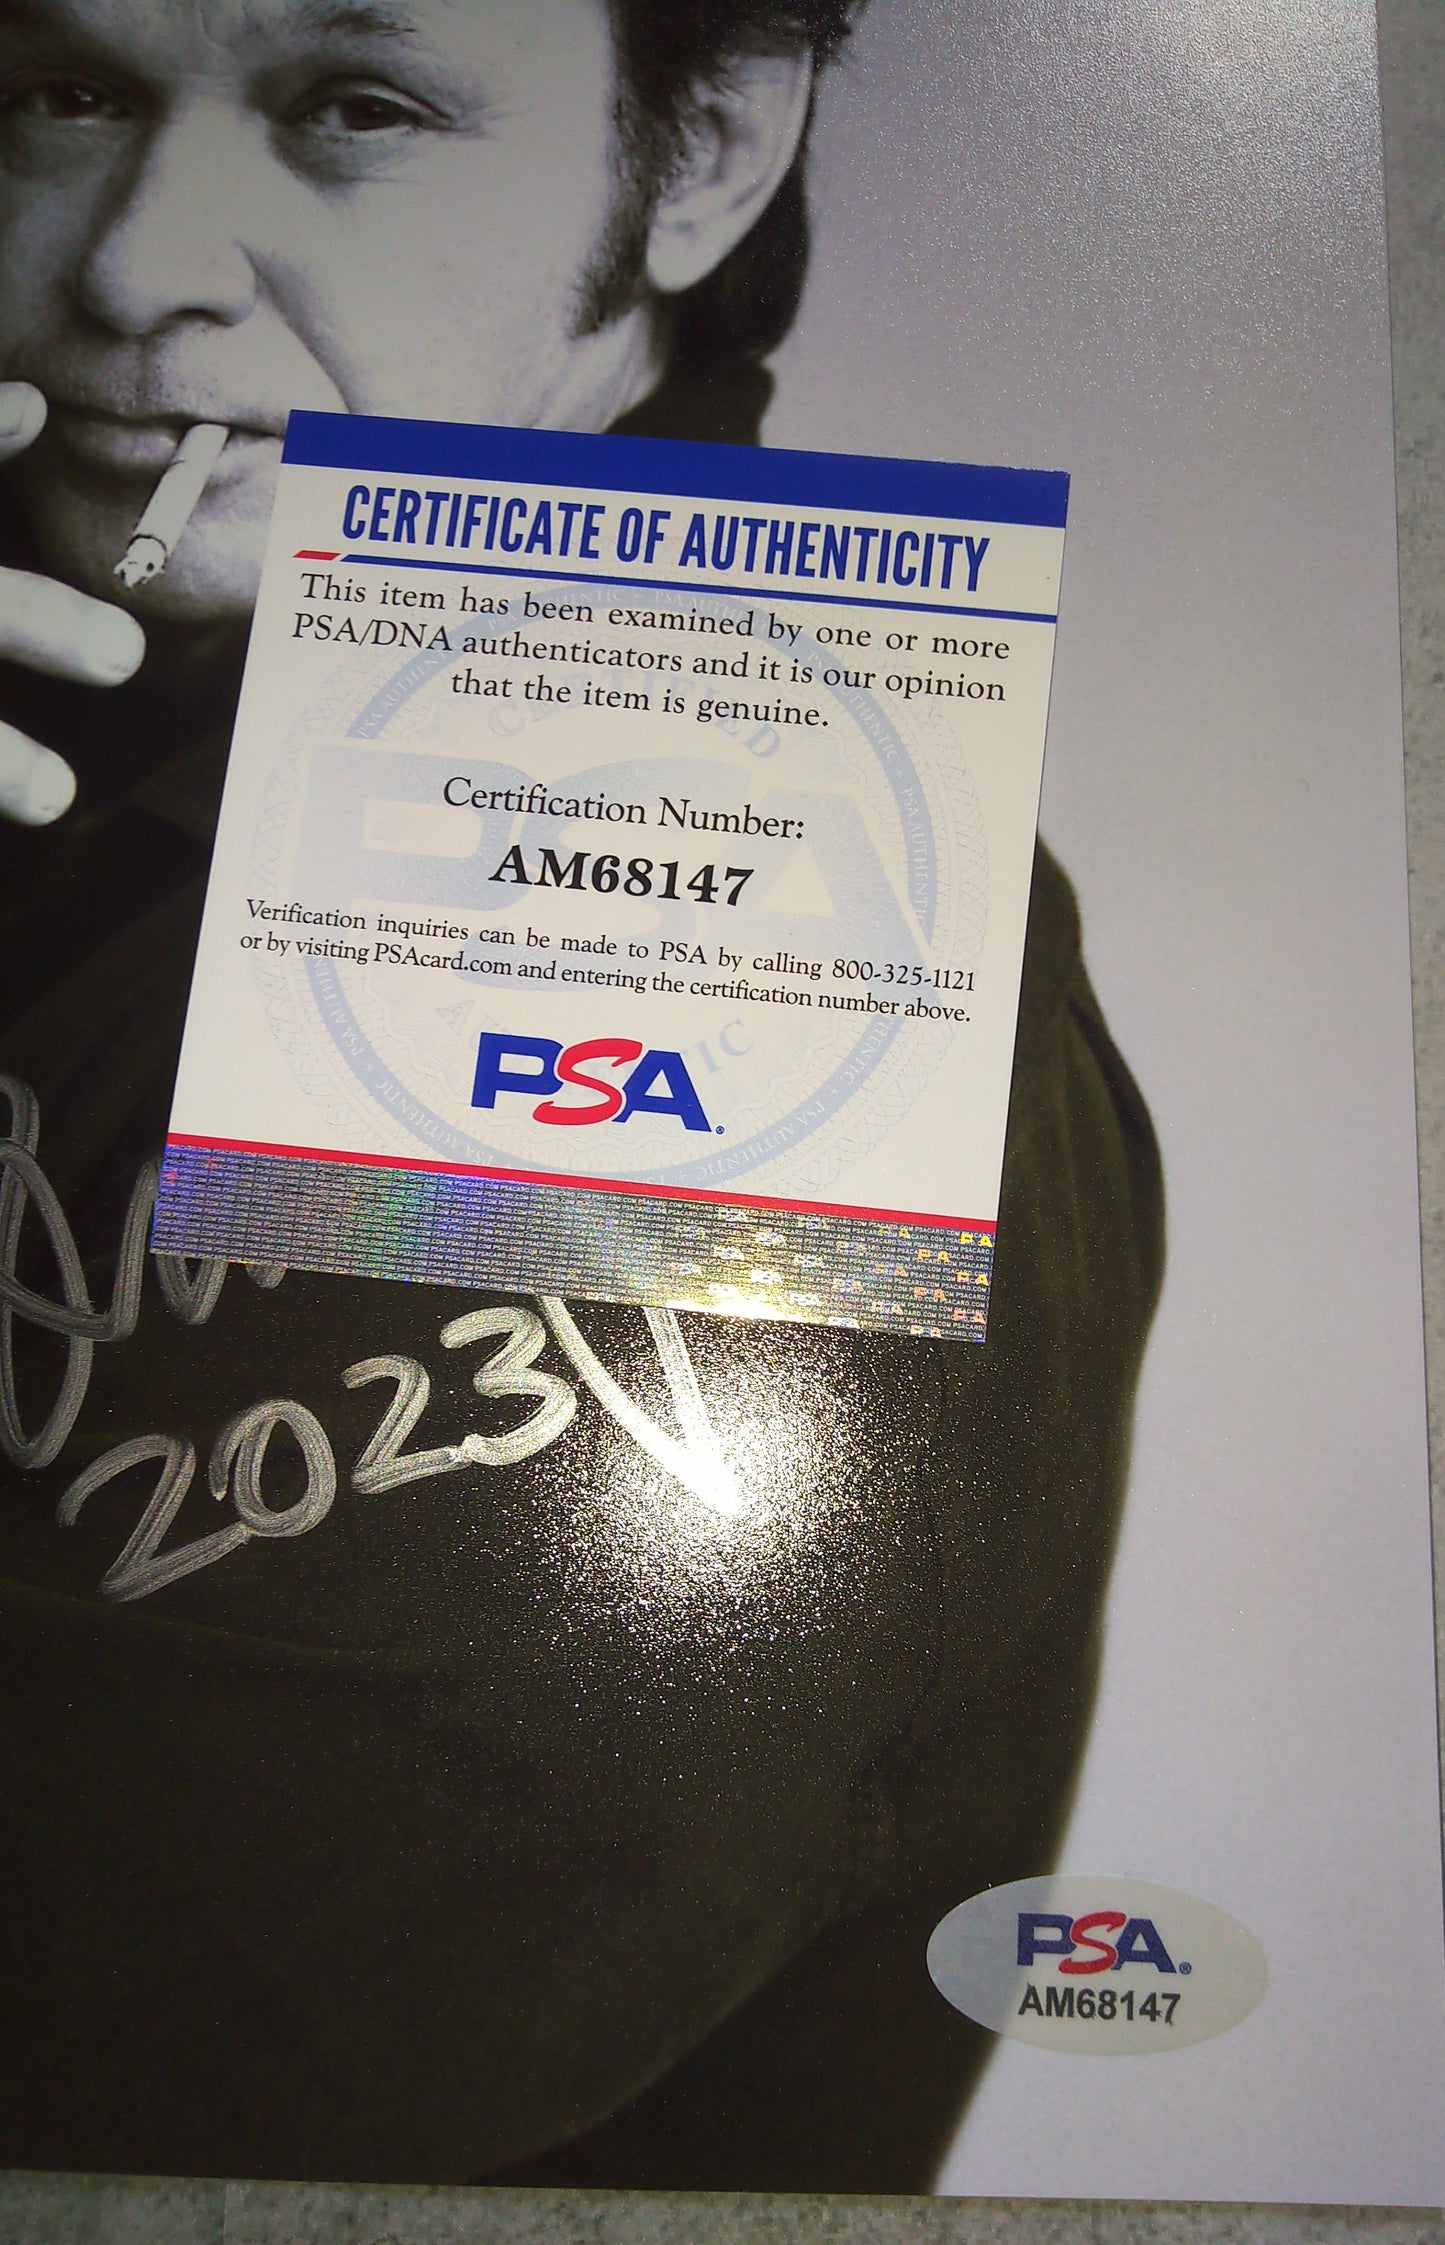 CERTIFICATE OF AUTHENTICITY
This item has been examined by one or more
PSA/DNA authenticators and it is our opinion
that the item is genuine.
Certification Number:
AM68147
Verification inquiries can be made to PSA by calling 800-325-1121
or by visiting PSAcard.com and entering the certification number above.
PSA®
2023
PSA®
AM68147